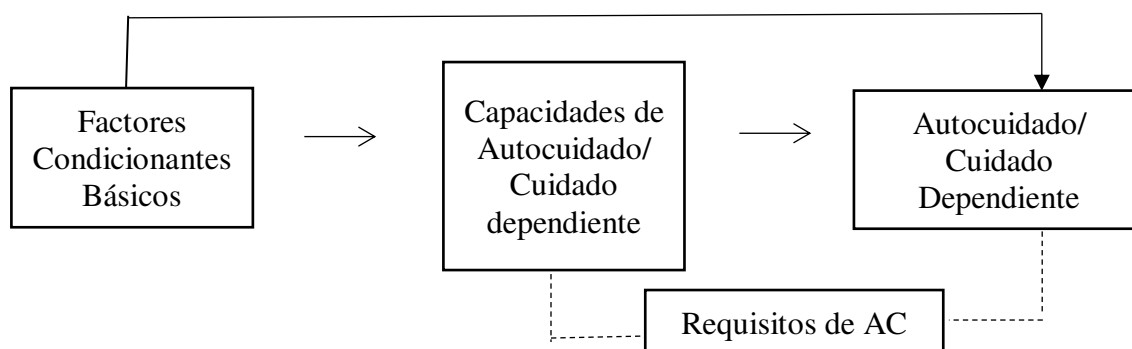 Factores
Condicionantes
Básicos
Capacidades de
Autocuidado/
Cuidado
dependiente
Autocuidado/
Cuidado
Dependiente
Requisitos de AC